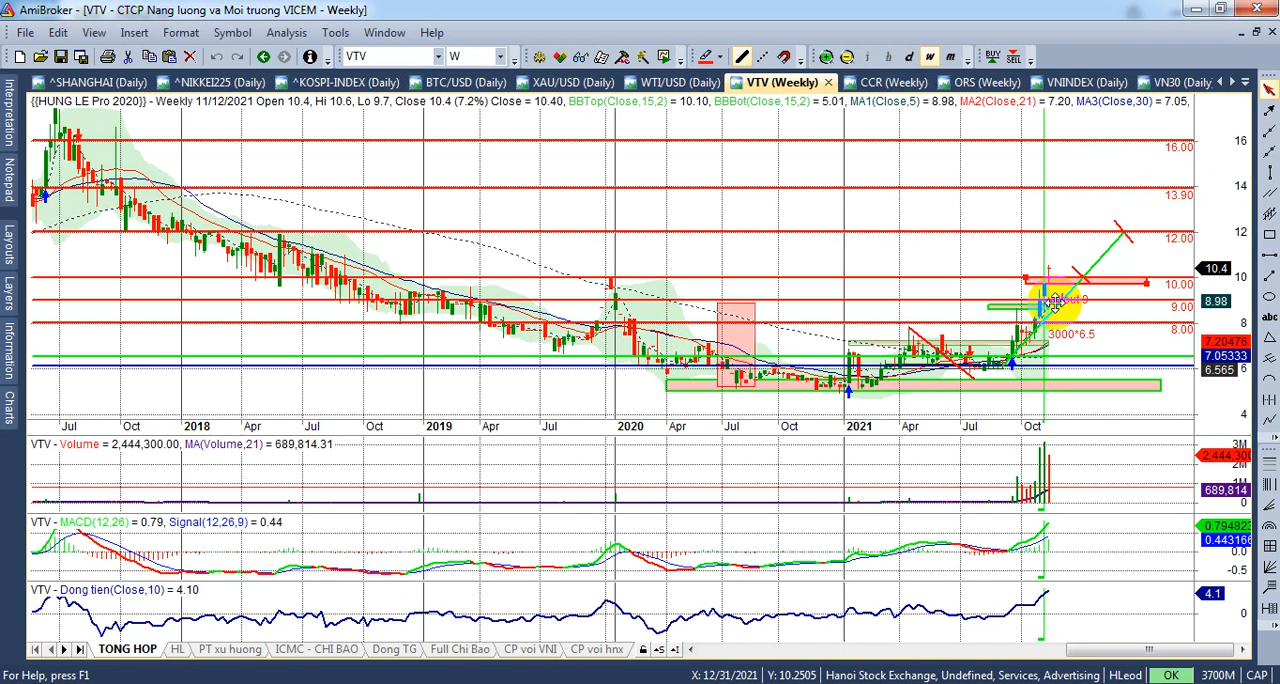 AmiBroker - [VTV - CTCP Nang luong va Moi truong VICEM - Weekly]
File Edit View Insert Format Symbol Analysis Tools Window Help
VTV W i h d w m BUY SELL
^SHANGHAI (Daily) ^NIKKEI225 (Daily) ^KOSPI-INDEX (Daily) BTC/USD (Daily) XAU/USD (Daily) WTI/USD (Daily) VTV (Weekly) CCR (Weekly) ORS (Weekly) VNINDEX (Daily) VN30 (Daily)
Interpretation
Notepad
Layouts
Layers
Information
Charts
{{HUNG LE Pro 2020}} - Weekly 11/12/2021 Open 10.4, Hi 10.6, Lo 9.7, Close 10.4 (7.2%) Close = 10.40, BBTop(Close,15,2) = 10.10, BBBot(Close,15,2) = 5.01, MA1(Close,5) = 8.98, MA2(Close,21) = 7.20, MA3(Close,30) = 7.05,
16
16.00
14
13.90
12
12.00
10.4
10
10.00
8.98
9.00
8
8.00
3000*6.5
7.20476
7.05333
6.565
6
4
Jul Oct 2018 Apr Jul Oct 2019 Apr Jul 2020 Apr Jul Oct 2021 Apr Jul Oct
VTV - Volume = 2,444,300.00, MA(Volume,21) = 689,814.31
3M
2,444,300
2M
689,814
VTV - MACD(12,26) = 0.79, Signal(12,26,9) = 0.44
0.794823
0.443166
0.0
-0.5
VTV - Dong tien(Close,10) = 4.10
4.1
0
abc
TONG HOP HL PT xu huong ICMC - CHI BAO Dong TG Full Chi Bao CP voi VNI CP voi hnx
For Help, press F1 X: 12/31/2021 Y: 10.2505 Hanoi Stock Exchange, Undefined, Services, Advertising HLeod OK 3700M CAP